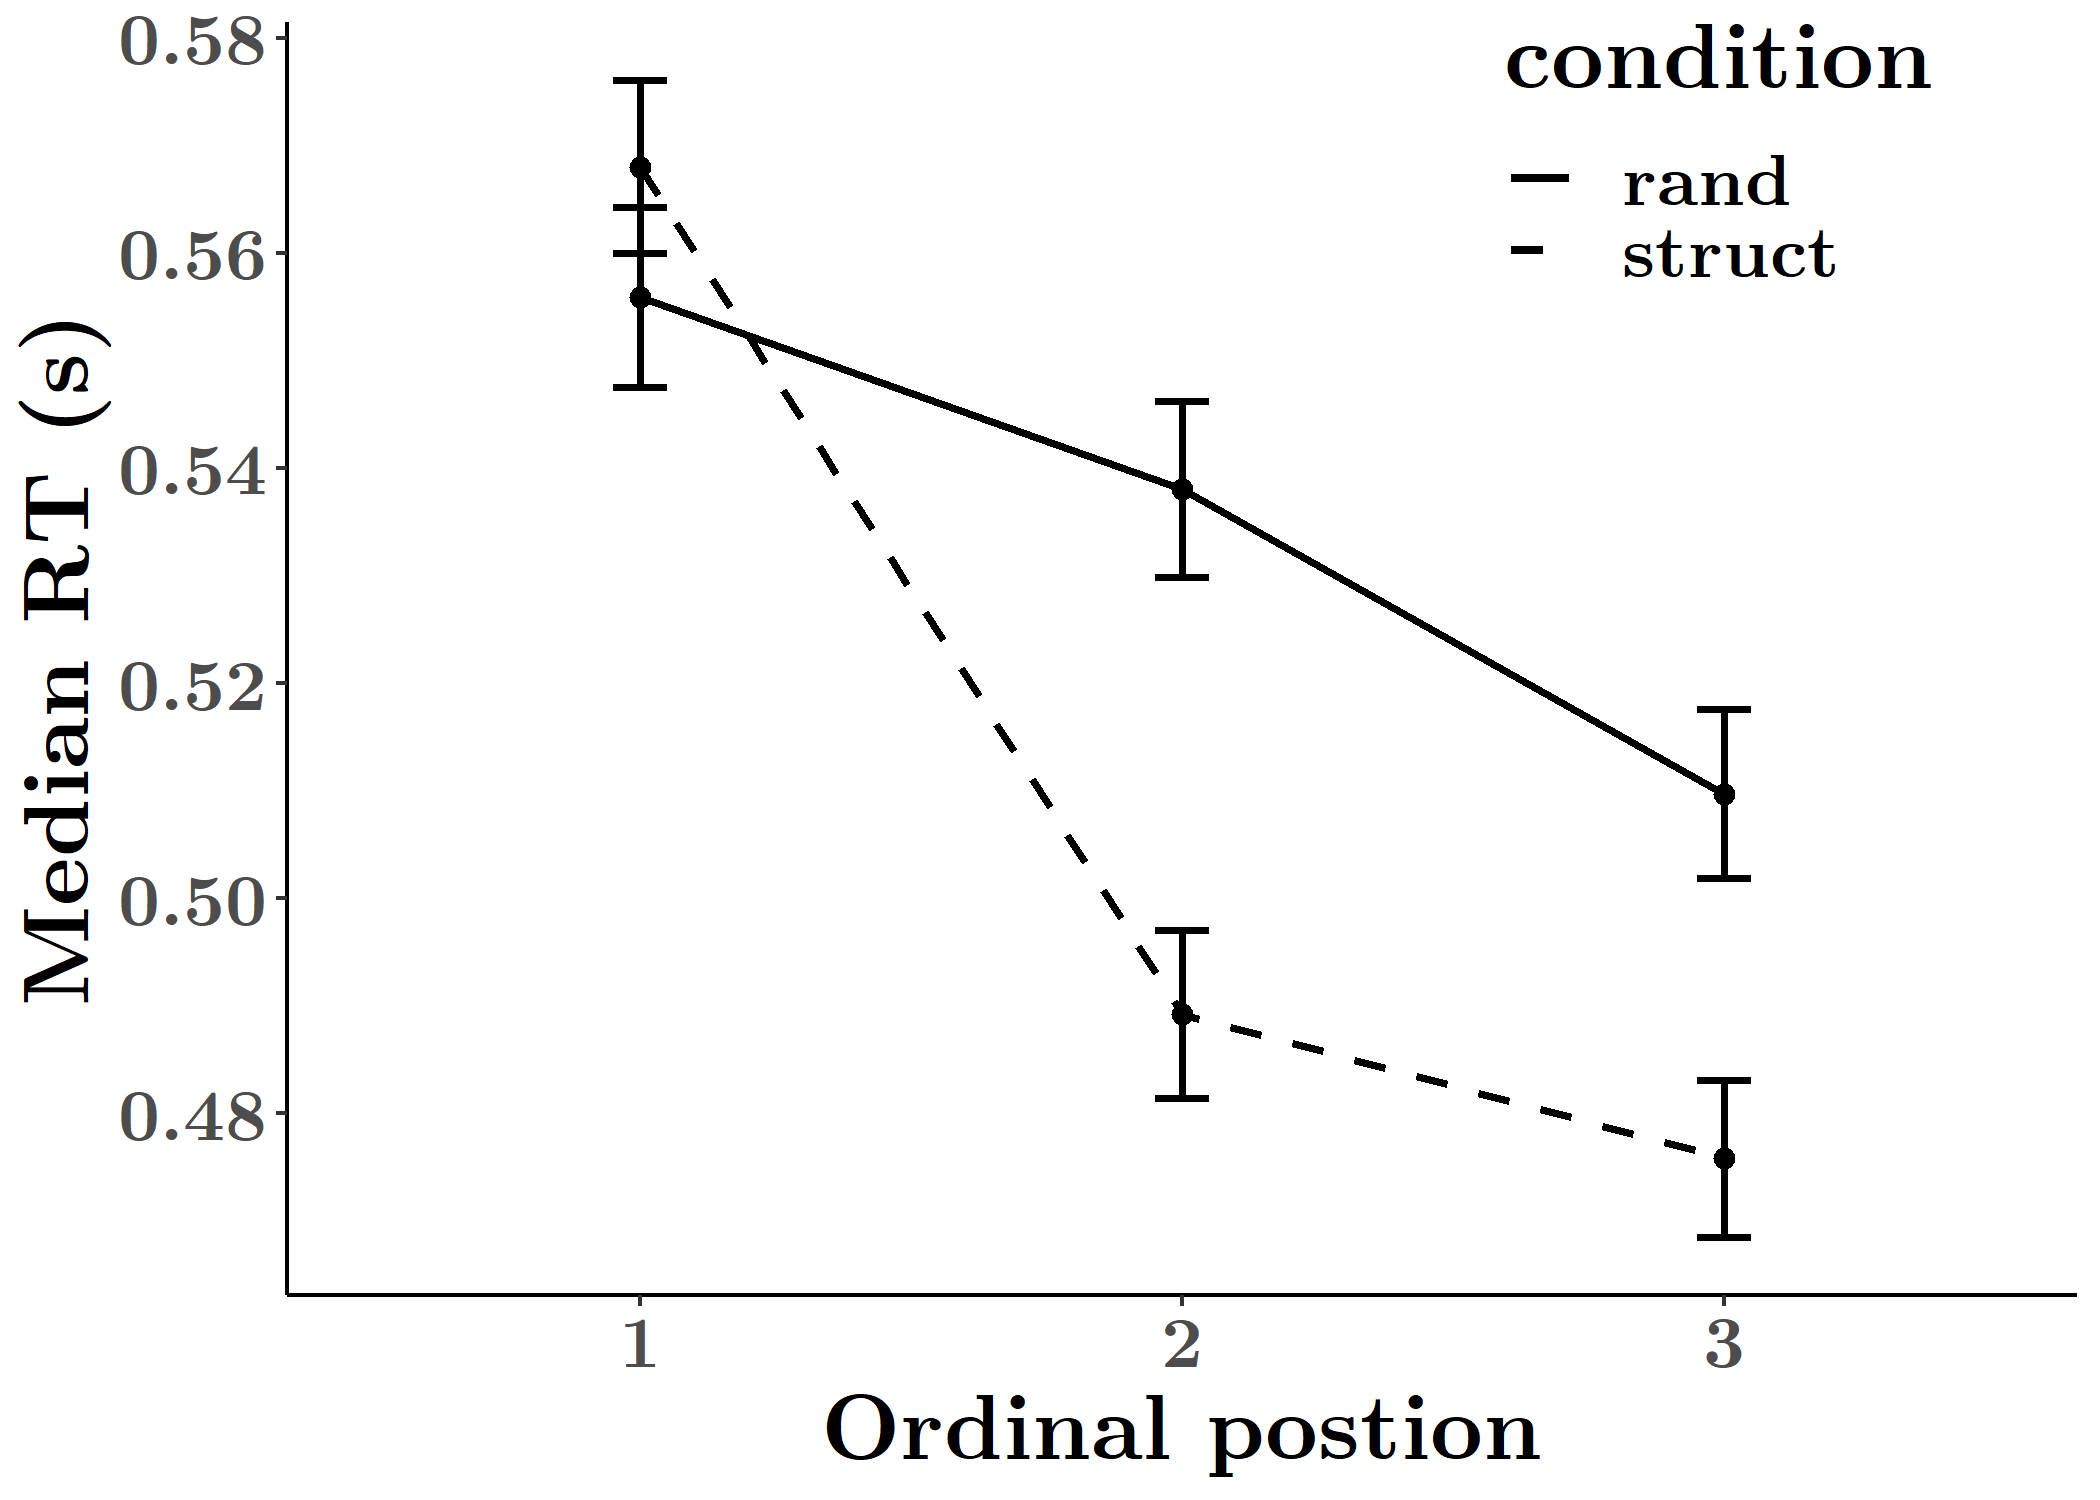 condition
rand
struct
Median RT (s)
0.58
0.56
0.54
0.52
0.50
0.48
1 2 3
Ordinal postion